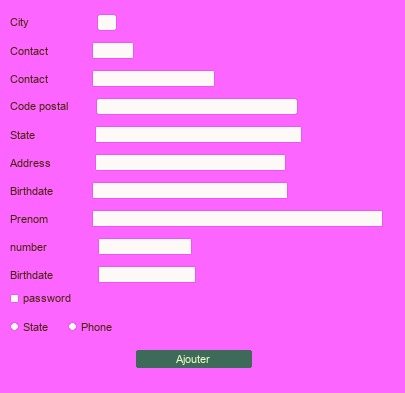 City
Contact
Contact
Code postal
State
Address
Birthdate
Prenom
number
Birthdate
password
State Phone
Ajouter